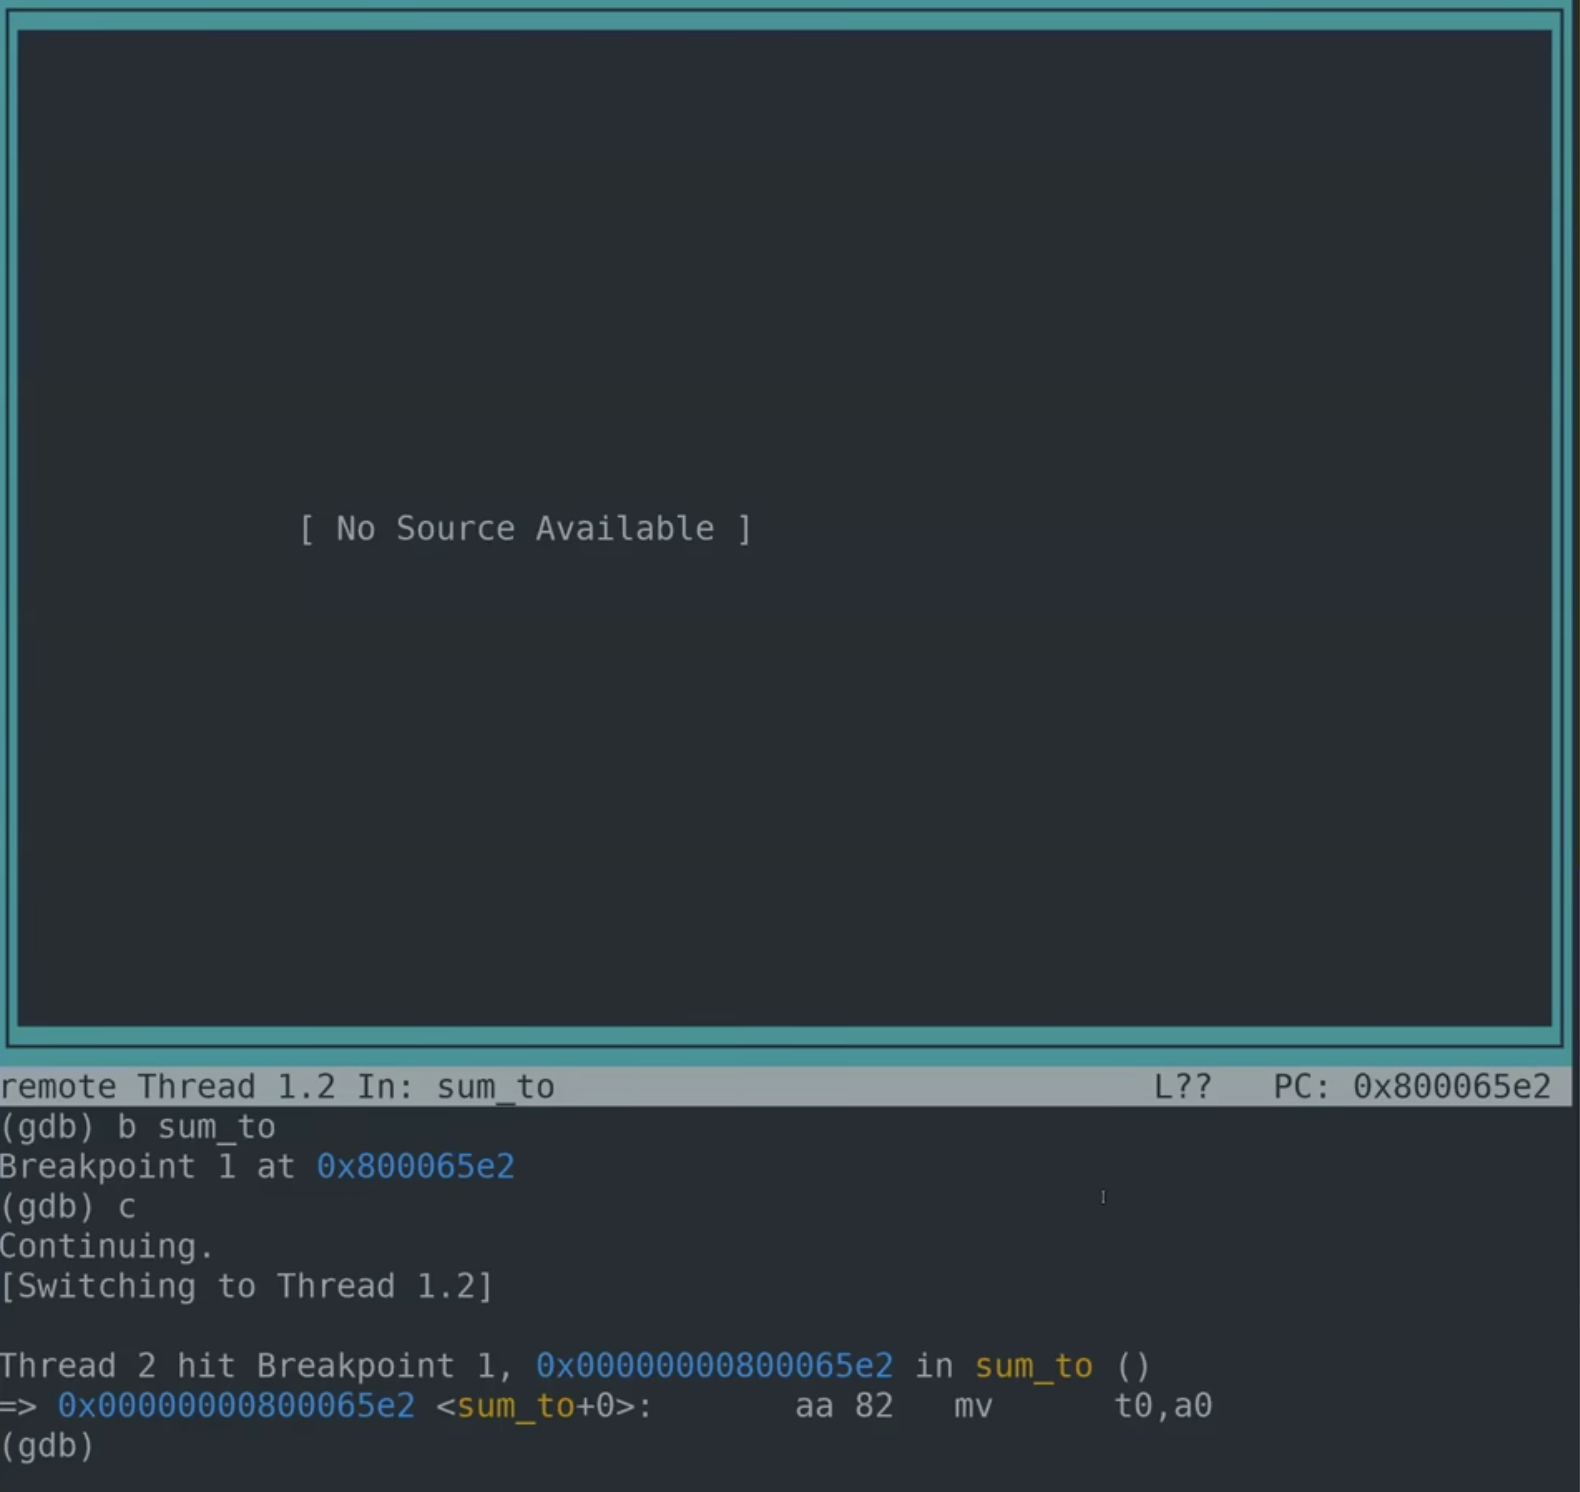 [ No Source Available ]
remote Thread 1.2 In: sum_to L?? PC: 0x800065e2
(gdb) b sum_to
Breakpoint 1 at 0x800065e2
(gdb) c
Continuing.
[Switching to Thread 1.2]
Thread 2 hit Breakpoint 1, 0x00000000800065e2 in sum_to ()
=> 0x00000000800065e2 <sum_to+0>: aa 82 mv t0,a0
(gdb)